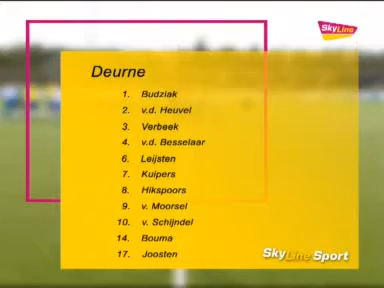 SkyLine
Deurne
1. Budziak
2. v.d. Heuvel
3. Verbeek
4. v.d. Besselaar
6. Leijsten
7. Kuipers
8. Hikspoors
9. v. Moorsel
10. v. Schijndel
14. Bouma
17. Joosten
SkyLine Sport